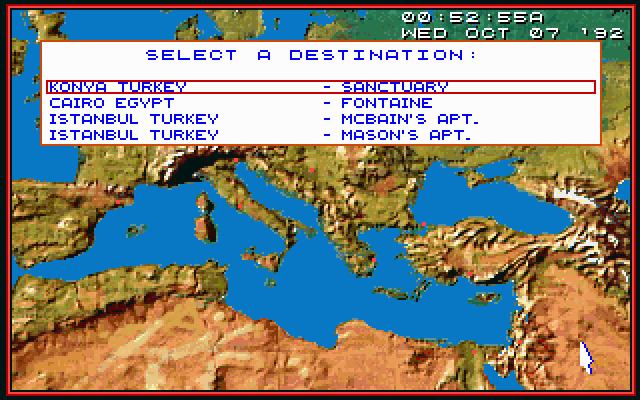 00:52:55A
WED OCT 07 '92
SELECT A DESTINATION:
KONYA TURKEY - SANCTUARY
CAIRO EGYPT - FONTAINE
ISTANBUL TURKEY - MCBAIN'S APT.
ISTANBUL TURKEY - MASON'S APT.